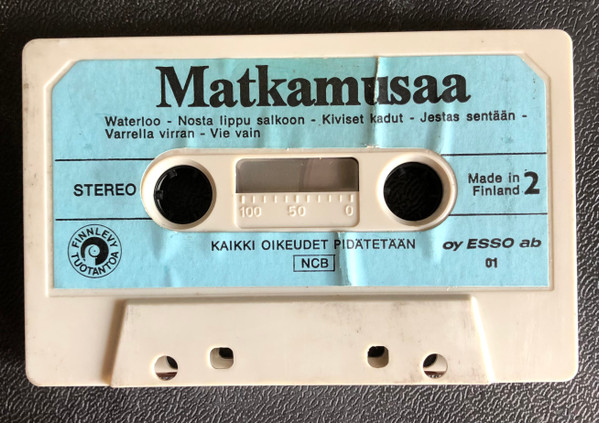 Matkamusaa
Waterloo - Nosta lippu salkoon - Kiviset kadut - Jestas sentään -
Varrella virran - Vie vain
STEREO
100 50 0
Made in
Finland 2
FINNLEVY
TUOTANTOA
KAIKKI OIKEUDET PIDÄTETÄÄN
NCB
oy ESSO ab
01